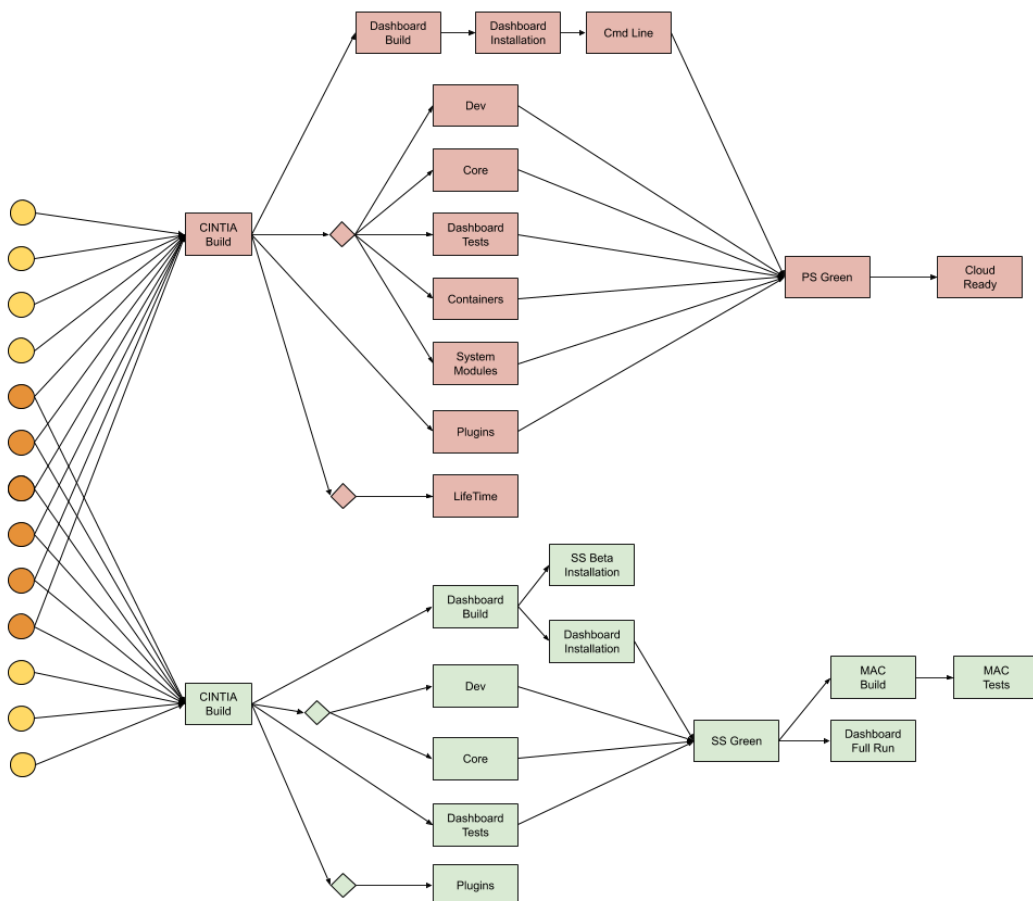 Dashboard
Build
Dashboard
Installation
Cmd Line
Dev
Core
CINTIA
Build
Dashboard
Tests
Containers
PS Green
Cloud
Ready
System
Modules
Plugins
LifeTime
SS Beta
Installation
Dashboard
Build
Dashboard
Installation
CINTIA
Build
Dev
MAC
Build
MAC
Tests
SS Green
Dashboard
Full Run
Core
Dashboard
Tests
Plugins